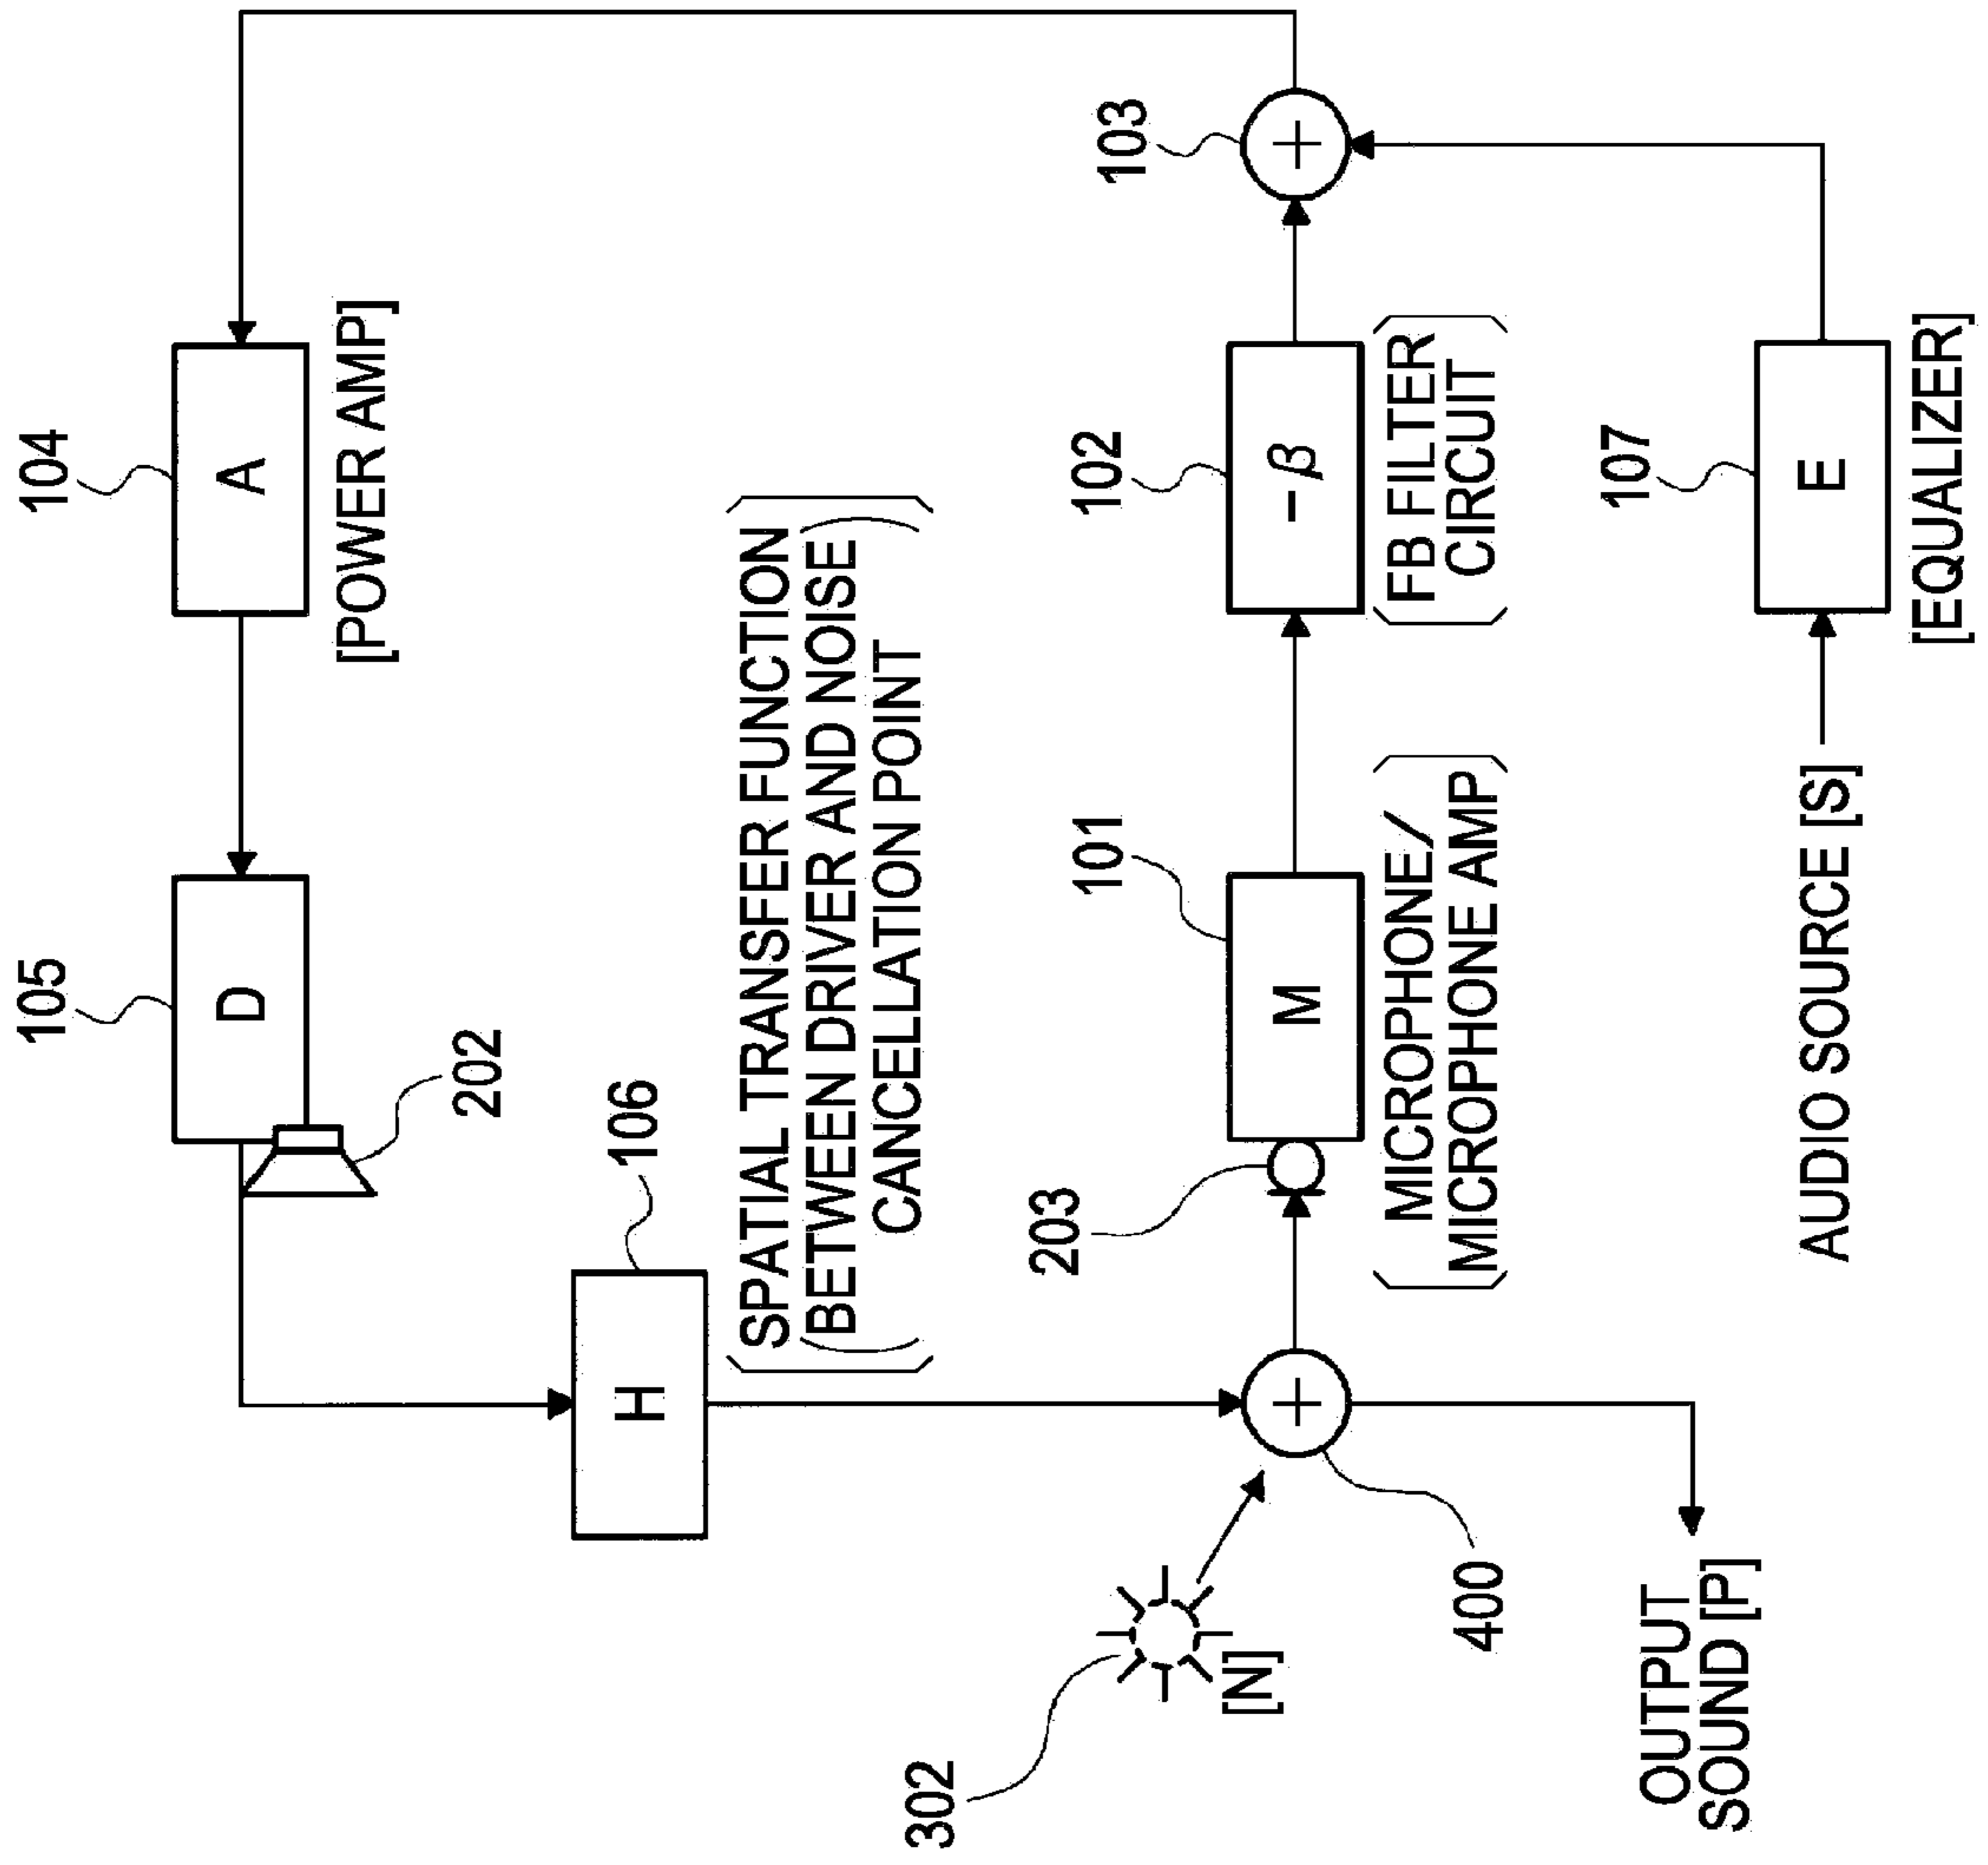 105
D
202
104
A
[POWER AMP]
106
H
SPATIAL TRANSFER FUNCTION
BETWEEN DRIVER AND NOISE
CANCELLATION POINT
302
[N]
400
+
203
101
M
MICROPHONE/
MICROPHONE AMP
102
-β
FB FILTER
CIRCUIT
103
+
OUTPUT
SOUND [P]
AUDIO SOURCE [S]
107
E
[EQUALIZER]